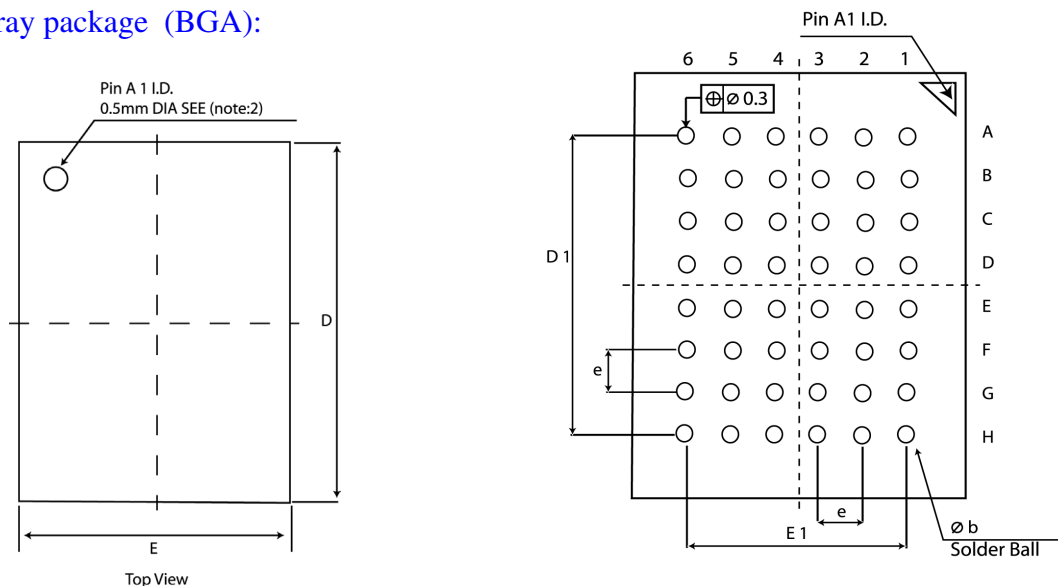 ray package (BGA):
Pin A1 I.D.
Pin A 1 I.D.
0.5mm DIA SEE (note:2)
6 5 4 3 2 1
⌖ ⌀ 0.3
A
B
C
D 1
D
E
D
F
e
G
H
e
E 1
E
⌀ b
Solder Ball
Top View